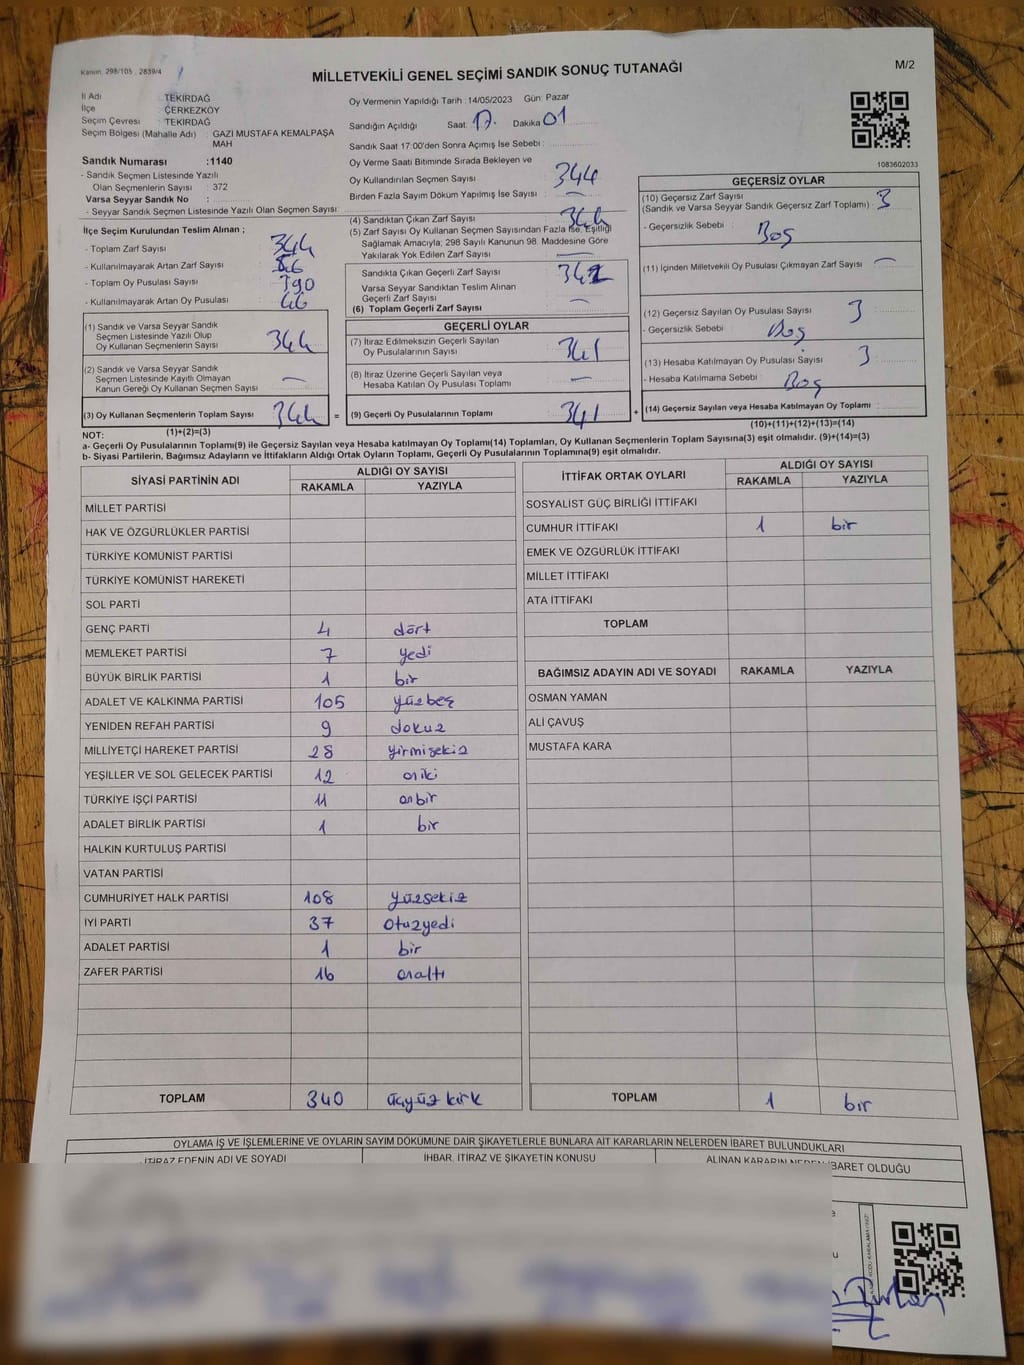 Kanun, 298/105 , 2839/4
MİLLETVEKİLİ GENEL SEÇİMİ SANDIK SONUÇ TUTANAĞI
M/2
İl Adı : TEKİRDAĞ
İlçe : ÇERKEZKÖY
Seçim Çevresi : TEKİRDAĞ
Seçim Bölgesi (Mahalle Adı) : GAZİ MUSTAFA KEMALPAŞA MAH
Sandık Numarası :1140
- Sandık Seçmen Listesinde Yazılı
Olan Seçmenlerin Sayısı : 372
Varsa Seyyar Sandık No :
- Seyyar Sandık Seçmen Listesinde Yazılı Olan Seçmen Sayısı:
İlçe Seçim Kurulundan Teslim Alınan ;
- Toplam Zarf Sayısı :
- Kullanılmayarak Artan Zarf Sayısı :
- Toplam Oy Pusulası Sayısı : 390
- Kullanılmayarak Artan Oy Pusulası : 46
(1) Sandık ve Varsa Seyyar Sandık
Seçmen Listesinde Yazılı Olup
Oy Kullanan Seçmenlerin Sayısı 344
(2) Sandık ve Varsa Seyyar Sandık
Seçmen Listesinde Kayıtlı Olmayan
Kanun Gereği Oy Kullanan Seçmen Sayısı —
(3) Oy Kullanan Seçmenlerin Toplam Sayısı 344
(1)+(2)=(3)
Oy Vermenin Yapıldığı Tarih : 14/05/2023 Gün: Pazar
Sandığın Açıldığı Saat: 17. Dakika 01
Sandık Saat 17:00'den Sonra Açımış İse Sebebi :
Oy Verme Saati Bitiminde Sırada Bekleyen ve
Oy Kullandırılan Seçmen Sayısı : 344
Birden Fazla Sayım Döküm Yapılmış İse Sayısı : —
(4) Sandıktan Çıkan Zarf Sayısı : 344
(5) Zarf Sayısı Oy Kullanan Seçmen Sayısından Fazla İse, Eşitliği
Sağlamak Amacıyla; 298 Sayılı Kanunun 98. Maddesine Göre
Yakılarak Yok Edilen Zarf Sayısı : —
Sandıkta Çıkan Geçerli Zarf Sayısı :
Varsa Seyyar Sandıktan Teslim Alınan
Geçerli Zarf Sayısı : —
(6) Toplam Geçerli Zarf Sayısı :
GEÇERLİ OYLAR
(7) İtiraz Edilmeksizin Geçerli Sayılan
Oy Pusulalarının Sayısı : 341
(8) İtiraz Üzerine Geçerli Sayılan veya
Hesaba Katılan Oy Pusulası Toplamı : —
= (9) Geçerli Oy Pusulalarının Toplamı : 341 +
1083602033
GEÇERSİZ OYLAR
(10) Geçersiz Zarf Sayısı
(Sandık ve Varsa Seyyar Sandık Geçersiz Zarf Toplamı) : 3
- Geçersizlik Sebebi : Boş
(11) İçinden Milletvekili Oy Pusulası Çıkmayan Zarf Sayısı : —
(12) Geçersiz Sayılan Oy Pusulası Sayısı : 3
- Geçersizlik Sebebi : Boş
(13) Hesaba Katılmayan Oy Pusulası Sayısı : 3
- Hesaba Katılmama Sebebi : Boş
(14) Geçersiz Sayılan veya Hesaba Katılmayan Oy Toplamı :
(10)+(11)+(12)+(13)=(14)
NOT:
a- Geçerli Oy Pusulalarının Toplamı(9) ile Geçersiz Sayılan veya Hesaba katılmayan Oy Toplamı(14) Toplamları, Oy Kullanan Seçmenlerin Toplam Sayısına(3) eşit olmalıdır. (9)+(14)=(3)
b- Siyasi Partilerin, Bağımsız Adayların ve İttifakların Aldığı Ortak Oyların Toplamı, Geçerli Oy Pusulalarının Toplamına(9) eşit olmalıdır.
SİYASİ PARTİNİN ADI
ALDIĞI OY SAYISI
RAKAMLA YAZIYLA
MİLLET PARTİSİ
HAK VE ÖZGÜRLÜKLER PARTİSİ
TÜRKİYE KOMÜNİST PARTİSİ
TÜRKİYE KOMÜNİST HAREKETİ
SOL PARTİ
GENÇ PARTİ 4 dört
MEMLEKET PARTİSİ 7 yedi
BÜYÜK BİRLİK PARTİSİ 1 bir
ADALET VE KALKINMA PARTİSİ 105 yüzbeş
YENİDEN REFAH PARTİSİ 9 dokuz
MİLLİYETÇİ HAREKET PARTİSİ 28 yirmisekiz
YEŞİLLER VE SOL GELECEK PARTİSİ 12 oniki
TÜRKİYE İŞÇİ PARTİSİ 11 onbir
ADALET BİRLİK PARTİSİ 1 bir
HALKIN KURTULUŞ PARTİSİ
VATAN PARTİSİ
CUMHURİYET HALK PARTİSİ 108 yüzsekiz
İYİ PARTİ 37 otuzyedi
ADALET PARTİSİ 1 bir
ZAFER PARTİSİ 16 onaltı
TOPLAM 340 üçyüz kırk
İTTİFAK ORTAK OYLARI
ALDIĞI OY SAYISI
RAKAMLA YAZIYLA
SOSYALİST GÜÇ BİRLİĞİ İTTİFAKI
CUMHUR İTTİFAKI 1 bir
EMEK VE ÖZGÜRLÜK İTTİFAKI
MİLLET İTTİFAKI
ATA İTTİFAKI
TOPLAM
BAĞIMSIZ ADAYIN ADI VE SOYADI RAKAMLA YAZIYLA
OSMAN YAMAN
ALİ ÇAVUŞ
MUSTAFA KARA
TOPLAM 1 bir
OYLAMA İŞ VE İŞLEMLERİNE VE OYLARIN SAYIM DÖKÜMÜNE DAİR ŞİKAYETLERLE BUNLARA AİT KARARLARIN NELERDEN İBARET BULUNDUKLARI
İTİRAZ EDENİN ADI VE SOYADI İHBAR, İTİRAZ VE ŞİKAYETİN KONUSU ALINAN KARARIN NEDEN İBARET OLDUĞU